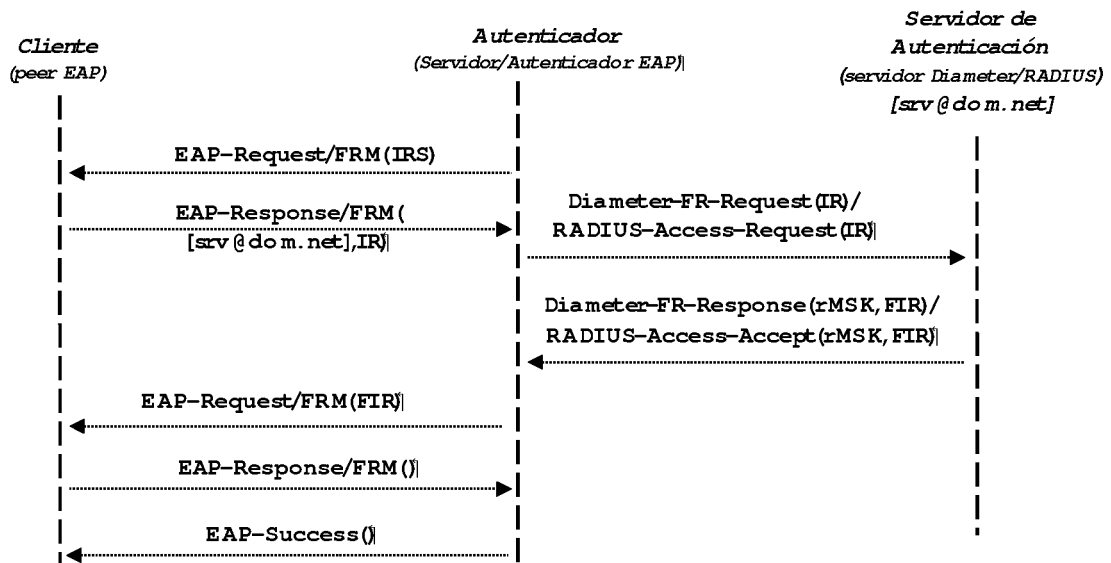 Cliente
(peer EAP)
Autenticador
(Servidor/Autenticador EAP)
Servidor de
Autenticación
(servidor Diameter/RADIUS)
[srv@dom.net]
EAP-Request/FRM(IRS)
EAP-Response/FRM(
[srv@dom.net],IR)
Diameter-FR-Request(IR)/
RADIUS-Access-Request(IR)
Diameter-FR-Response(rMSK,FIR)/
RADIUS-Access-Accept(rMSK,FIR)
EAP-Request/FRM(FIR)
EAP-Response/FRM()
EAP-Success()